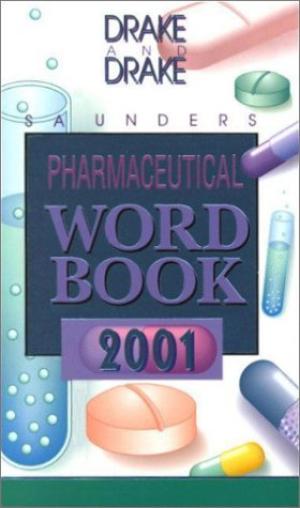 DRAKE
AND
DRAKE
SAUNDERS
PHARMACEUTICAL
WORD
BOOK
2001